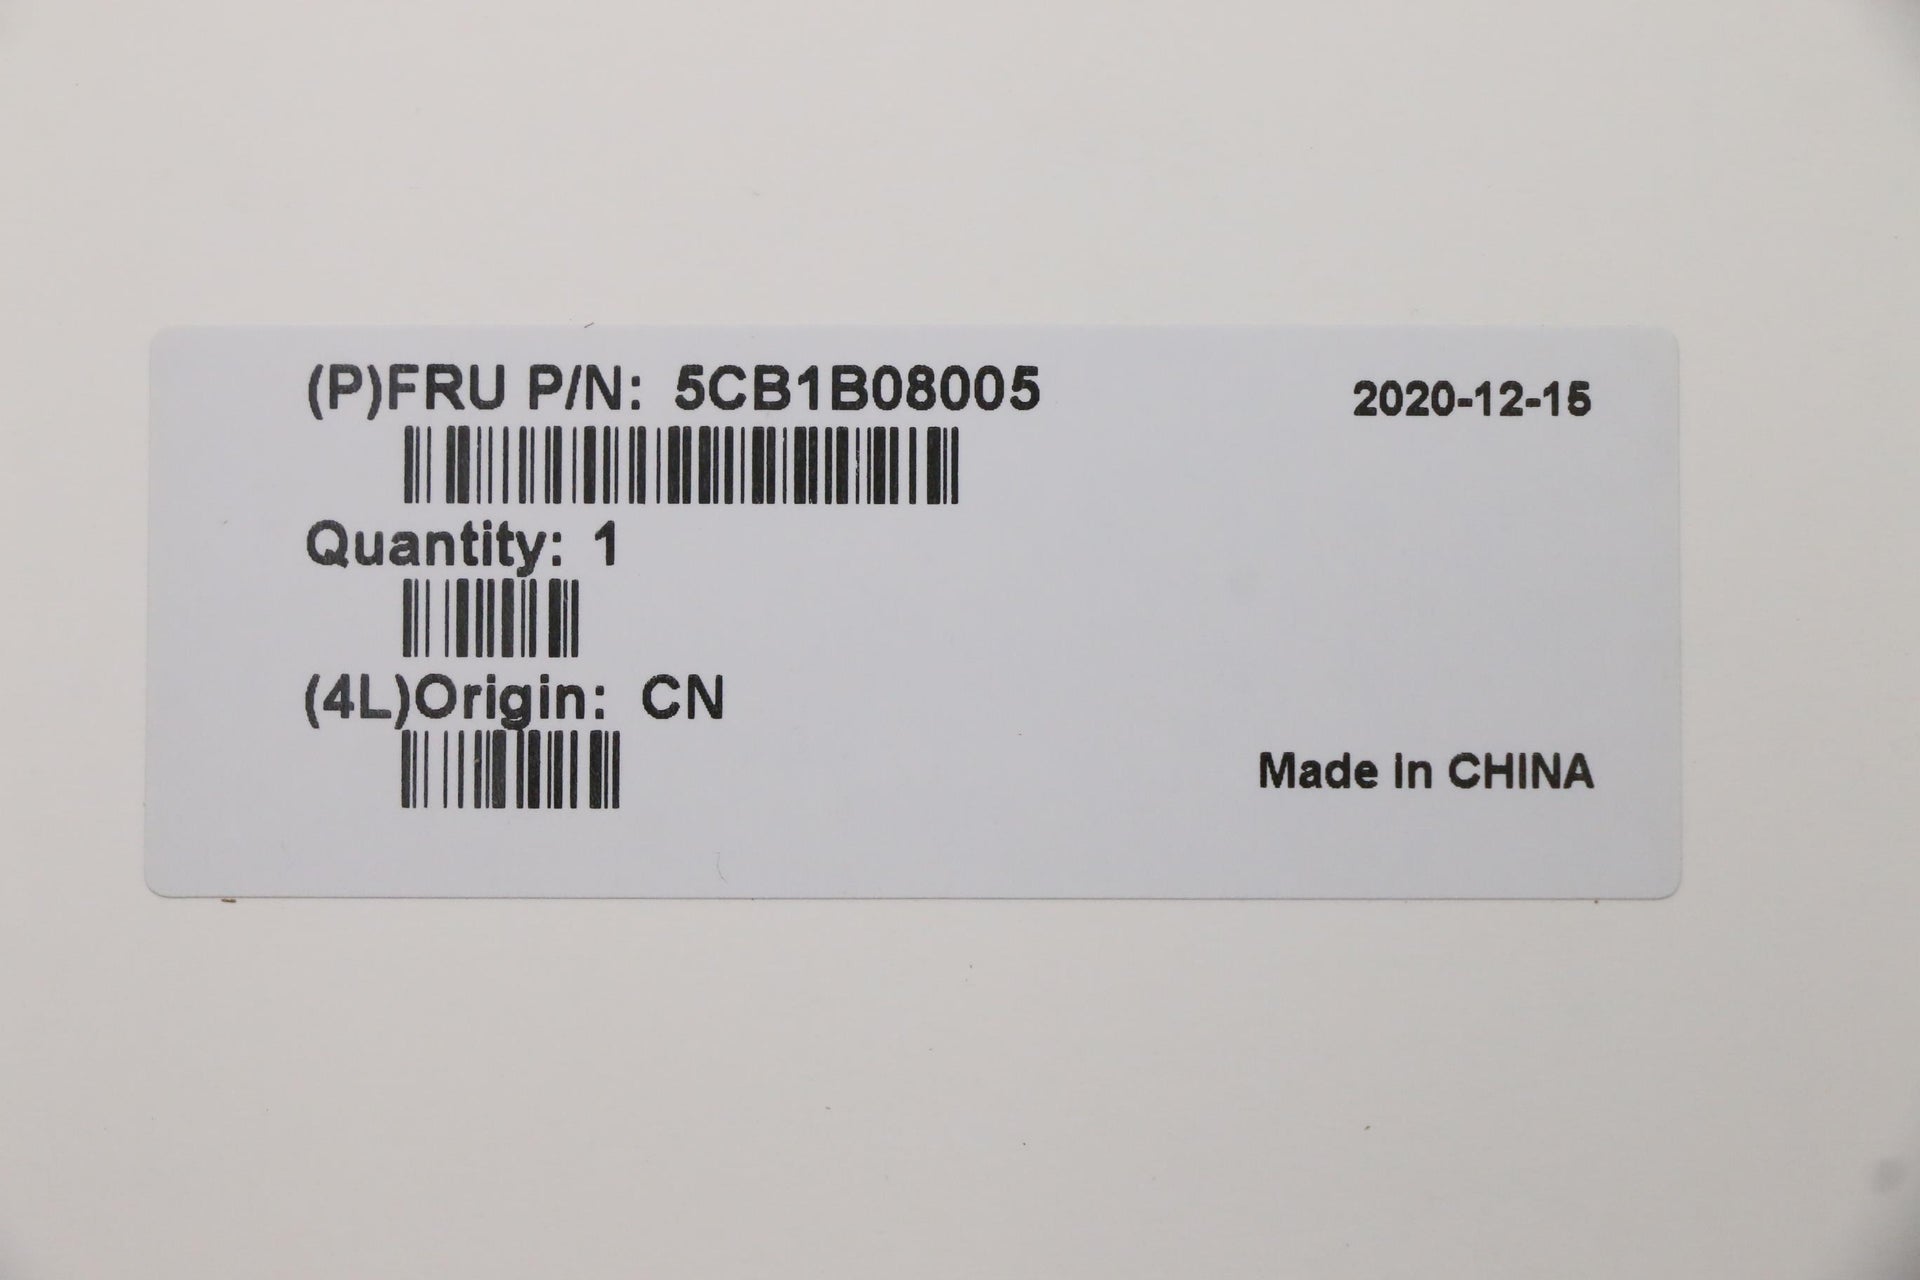 (P)FRU P/N: 5CB1B08005
2020-12-15
Quantity: 1
(4L)Origin: CN
Made in CHINA